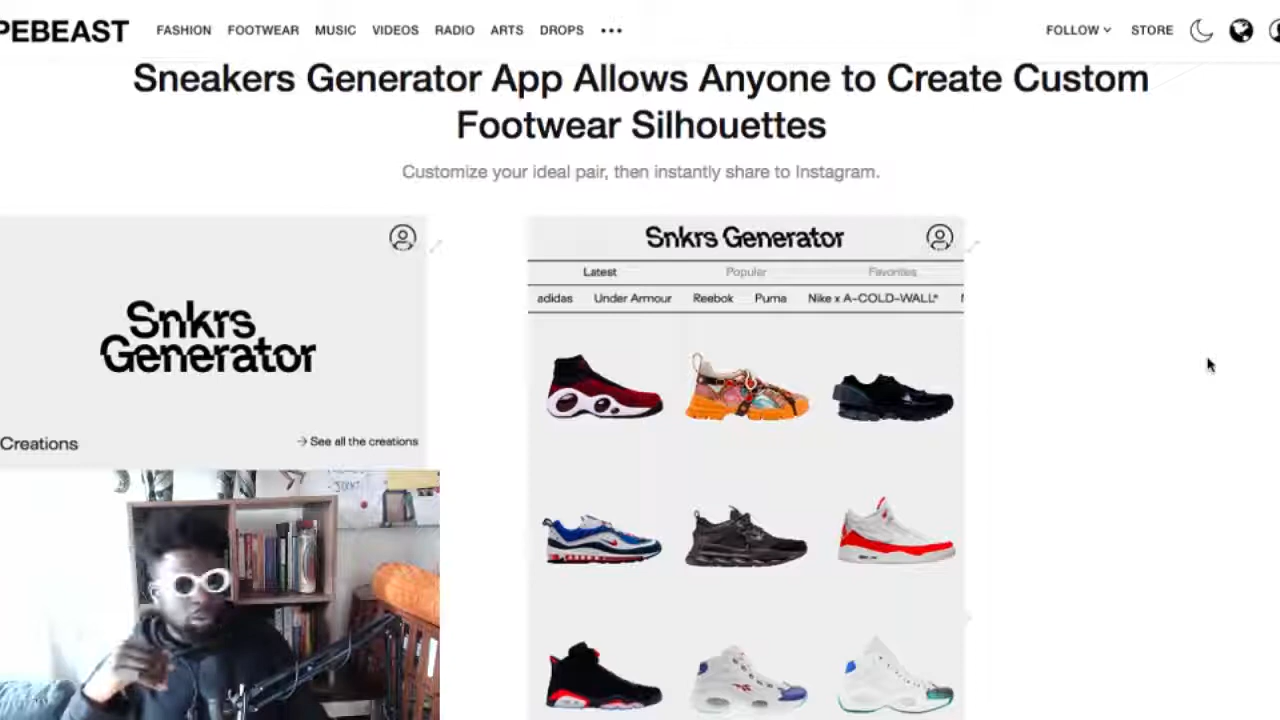 PEBEAST FASHION FOOTWEAR MUSIC VIDEOS RADIO ARTS DROPS ••• FOLLOW STORE
Sneakers Generator App Allows Anyone to Create Custom
Footwear Silhouettes
Customize your ideal pair, then instantly share to Instagram.
Snkrs
Generator
Creations
→ See all the creations
Snkrs Generator
Latest Popular Favorites
adidas Under Armour Reebok Puma Nike x A-COLD-WALL*